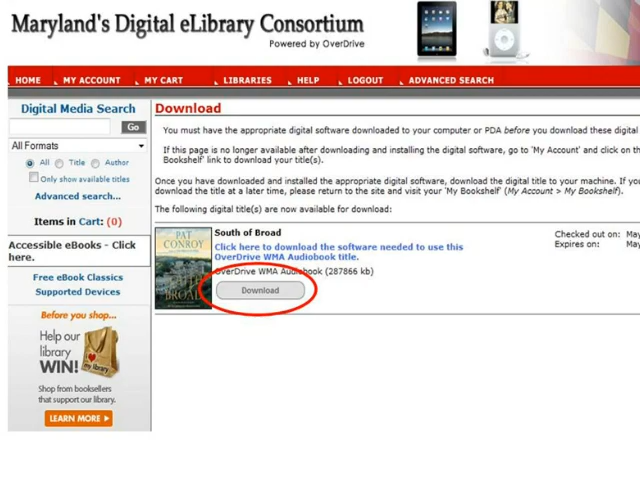 Maryland's Digital eLibrary Consortium
Powered by OverDrive
HOME MY ACCOUNT MY CART LIBRARIES HELP LOGOUT ADVANCED SEARCH
Digital Media Search
Go
All Formats
All Title Author
Only show available titles
Advanced search...
Items in Cart: (0)
Accessible eBooks - Click
here.
Free eBook Classics
Supported Devices
Before you shop...
Help our
library
WIN!
I my library
Shop from booksellers
that support our library.
LEARN MORE
Download
You must have the appropriate digital software downloaded to your computer or PDA before you download these digital
If this page is no longer available after downloading and installing the digital software, go to 'My Account' and click on th
Bookshelf' link to download your title(s).
Once you have downloaded and installed the appropriate digital software, download the digital title to your machine. If you
download the title at a later time, please return to the site and visit your 'My Bookshelf' (My Account > My Bookshelf).
The following digital title(s) are now available for download:
PAT
CONROY
BROAD
South of Broad
Click here to download the software needed to use this
OverDrive WMA Audiobook title.
OverDrive WMA Audiobook (287866 kb)
Download
Checked out on: May
Expires on: May